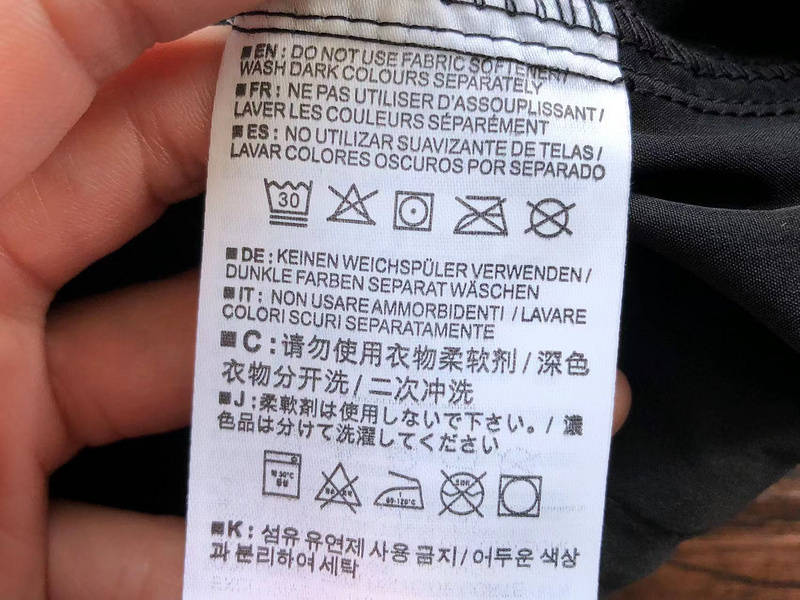 EN: DO NOT USE FABRIC SOFTENER/
WASH DARK COLOURS SEPARATELY
FR: NE PAS UTILISER D'ASSOUPLISSANT/
LAVER LES COULEURS SÉPARÉMENT
ES: NO UTILIZAR SUAVIZANTE DE TELAS/
LAVAR COLORES OSCUROS POR SEPARADO
30
DE: KEINEN WEICHSPÜLER VERWENDEN/
DUNKLE FARBEN SEPARAT WÄSCHEN
IT: NON USARE AMMORBIDENTI /LAVARE
COLORI SCURI SEPARATAMENTE
C:请勿使用衣物柔软剂/深色
衣物分开洗/二次冲洗
J:柔軟剤は使用しないで下さい。/ 濃
色品は分けて洗濯してください
K: 섬유 유연제 사용 금지/어두운 색상
과 분리하여 세탁